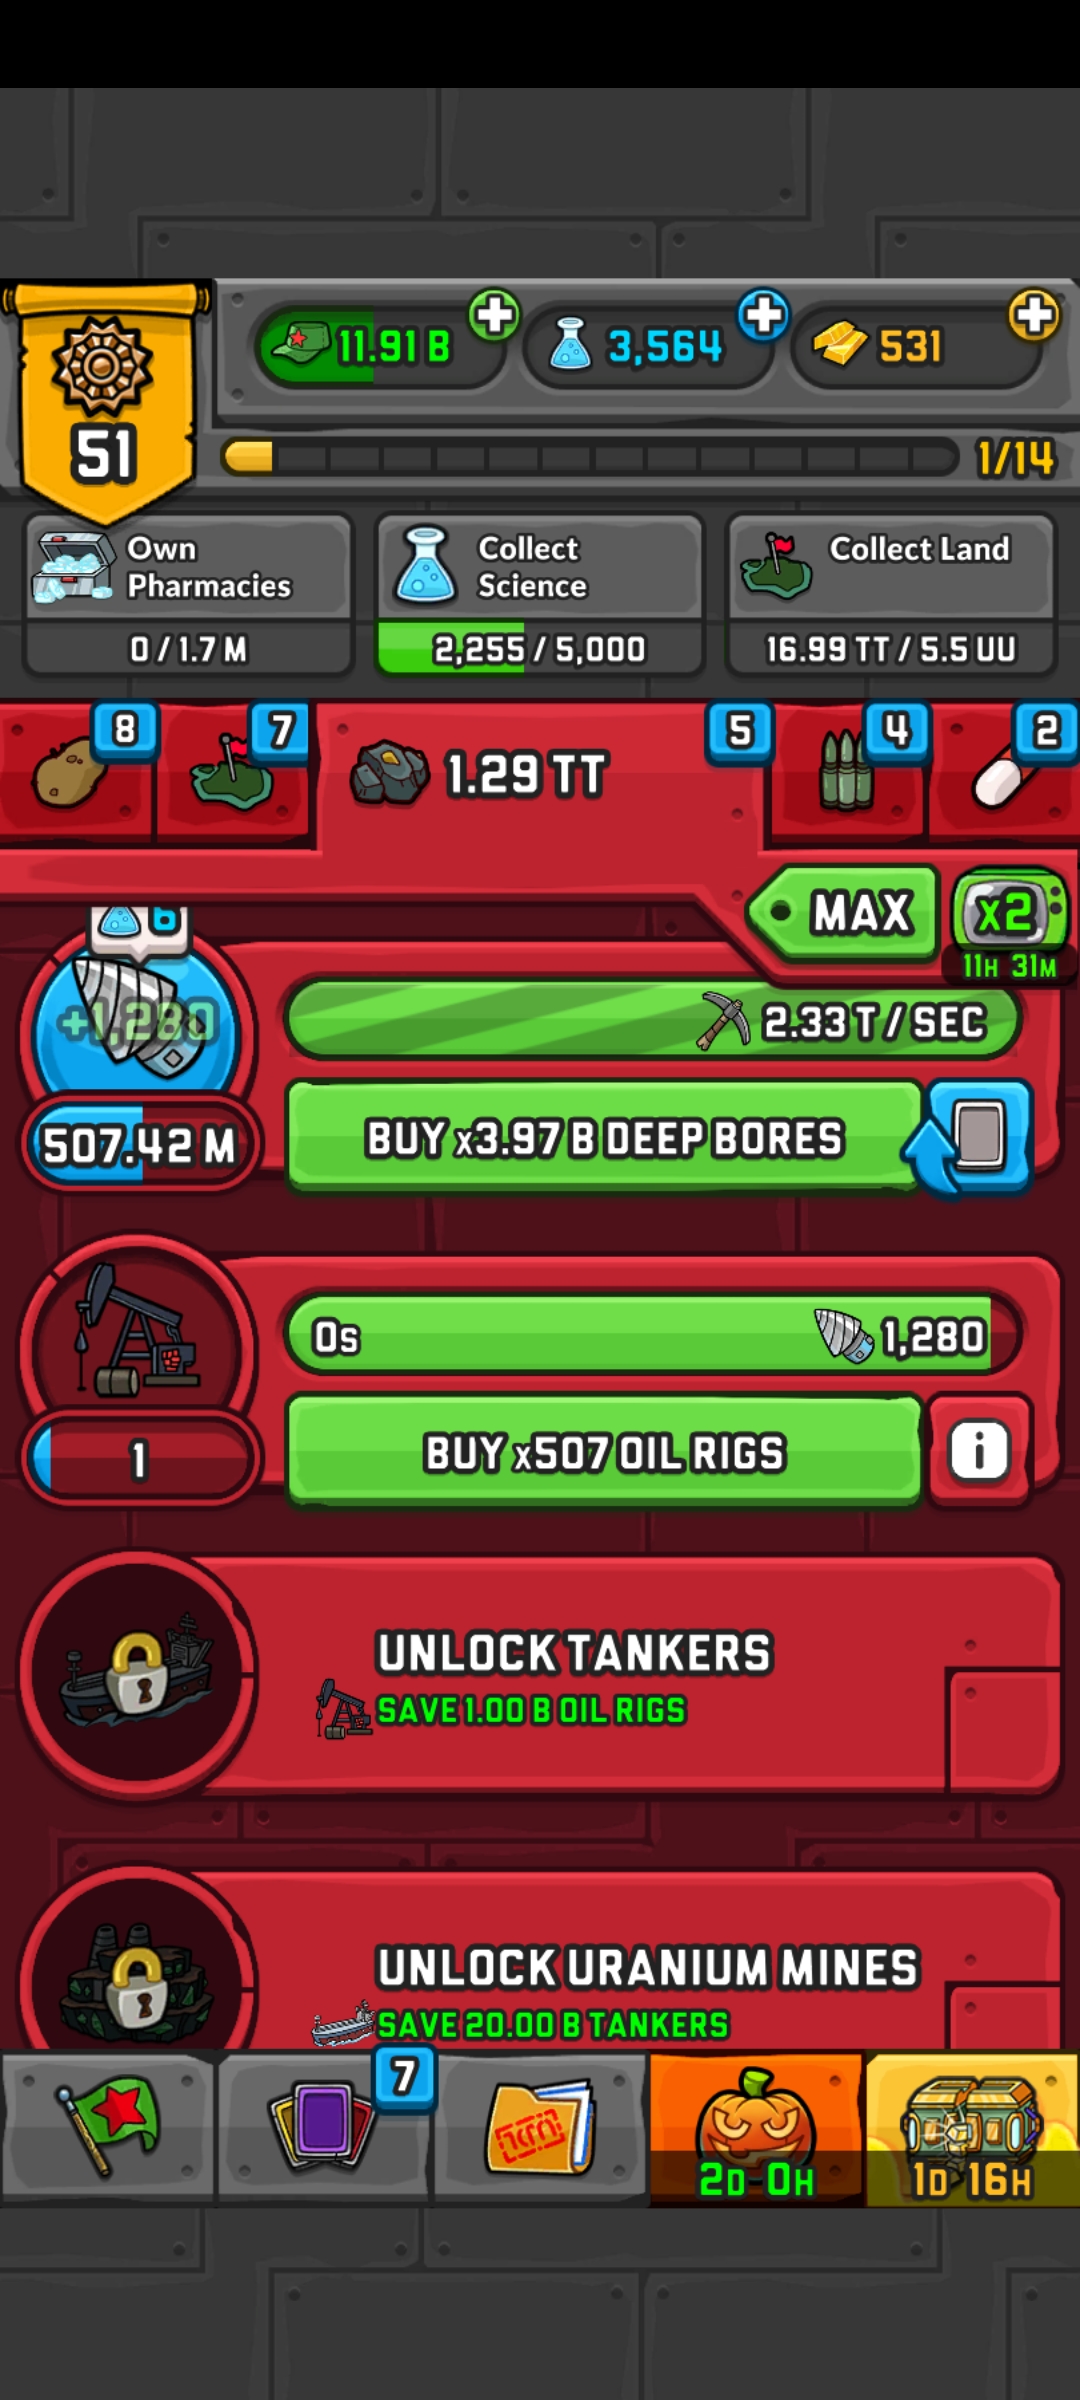 11.91 B
3,564
531
51
1/14
Own
Pharmacies
0 / 1.7 M
Collect
Science
2,255 / 5,000
Collect Land
16.99 TT / 5.5 UU
8
7
1.29 TT
5
4
2
MAX
x2
11H 31M
6
+1,280
2.33 T / SEC
507.42 M
BUY x3.97 B DEEP BORES
0s
1,280
1
BUY x507 OIL RIGS
i
UNLOCK TANKERS
SAVE 1.00 B OIL RIGS
UNLOCK URANIUM MINES
SAVE 20.00 B TANKERS
7
2D 0H
1D 16H